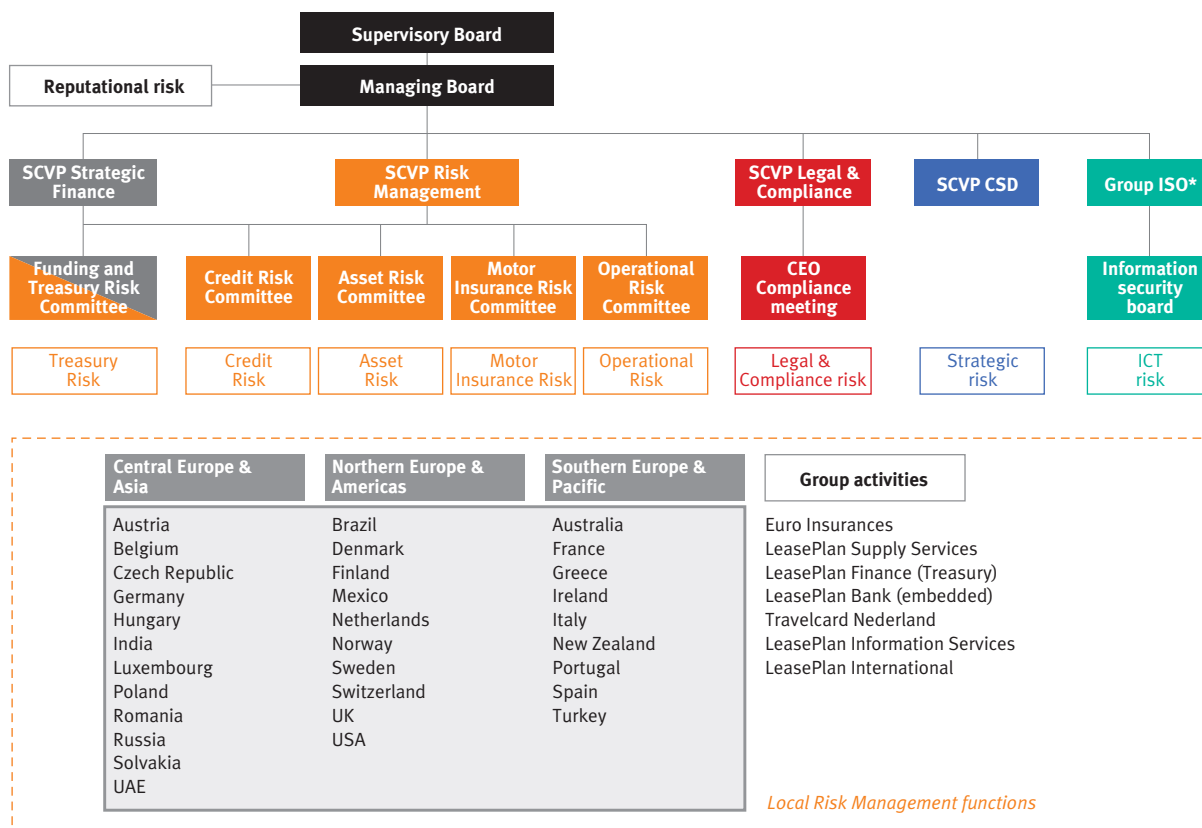 Supervisory Board
Reputational risk
Managing Board
SCVP Strategic
Finance
SCVP Risk
Management
SCVP Legal &
Compliance
SCVP CSD
Group ISO*
Funding and
Treasury Risk
Committee
Credit Risk
Committee
Asset Risk
Committee
Motor
Insurance Risk
Committee
Operational
Risk
Committee
CEO
Compliance
meeting
Information
security
board
Treasury
Risk
Credit
Risk
Asset
Risk
Motor
Insurance Risk
Operational
Risk
Legal &
Compliance risk
Strategic
risk
ICT
risk
Central Europe &
Asia
Austria
Belgium
Czech Republic
Germany
Hungary
India
Luxembourg
Poland
Romania
Russia
Solvakia
UAE
Northern Europe &
Americas
Brazil
Denmark
Finland
Mexico
Netherlands
Norway
Sweden
Switzerland
UK
USA
Southern Europe &
Pacific
Australia
France
Greece
Ireland
Italy
New Zealand
Portugal
Spain
Turkey
Group activities
Euro Insurances
LeasePlan Supply Services
LeasePlan Finance (Treasury)
LeasePlan Bank (embedded)
Travelcard Nederland
LeasePlan Information Services
LeasePlan International
Local Risk Management functions